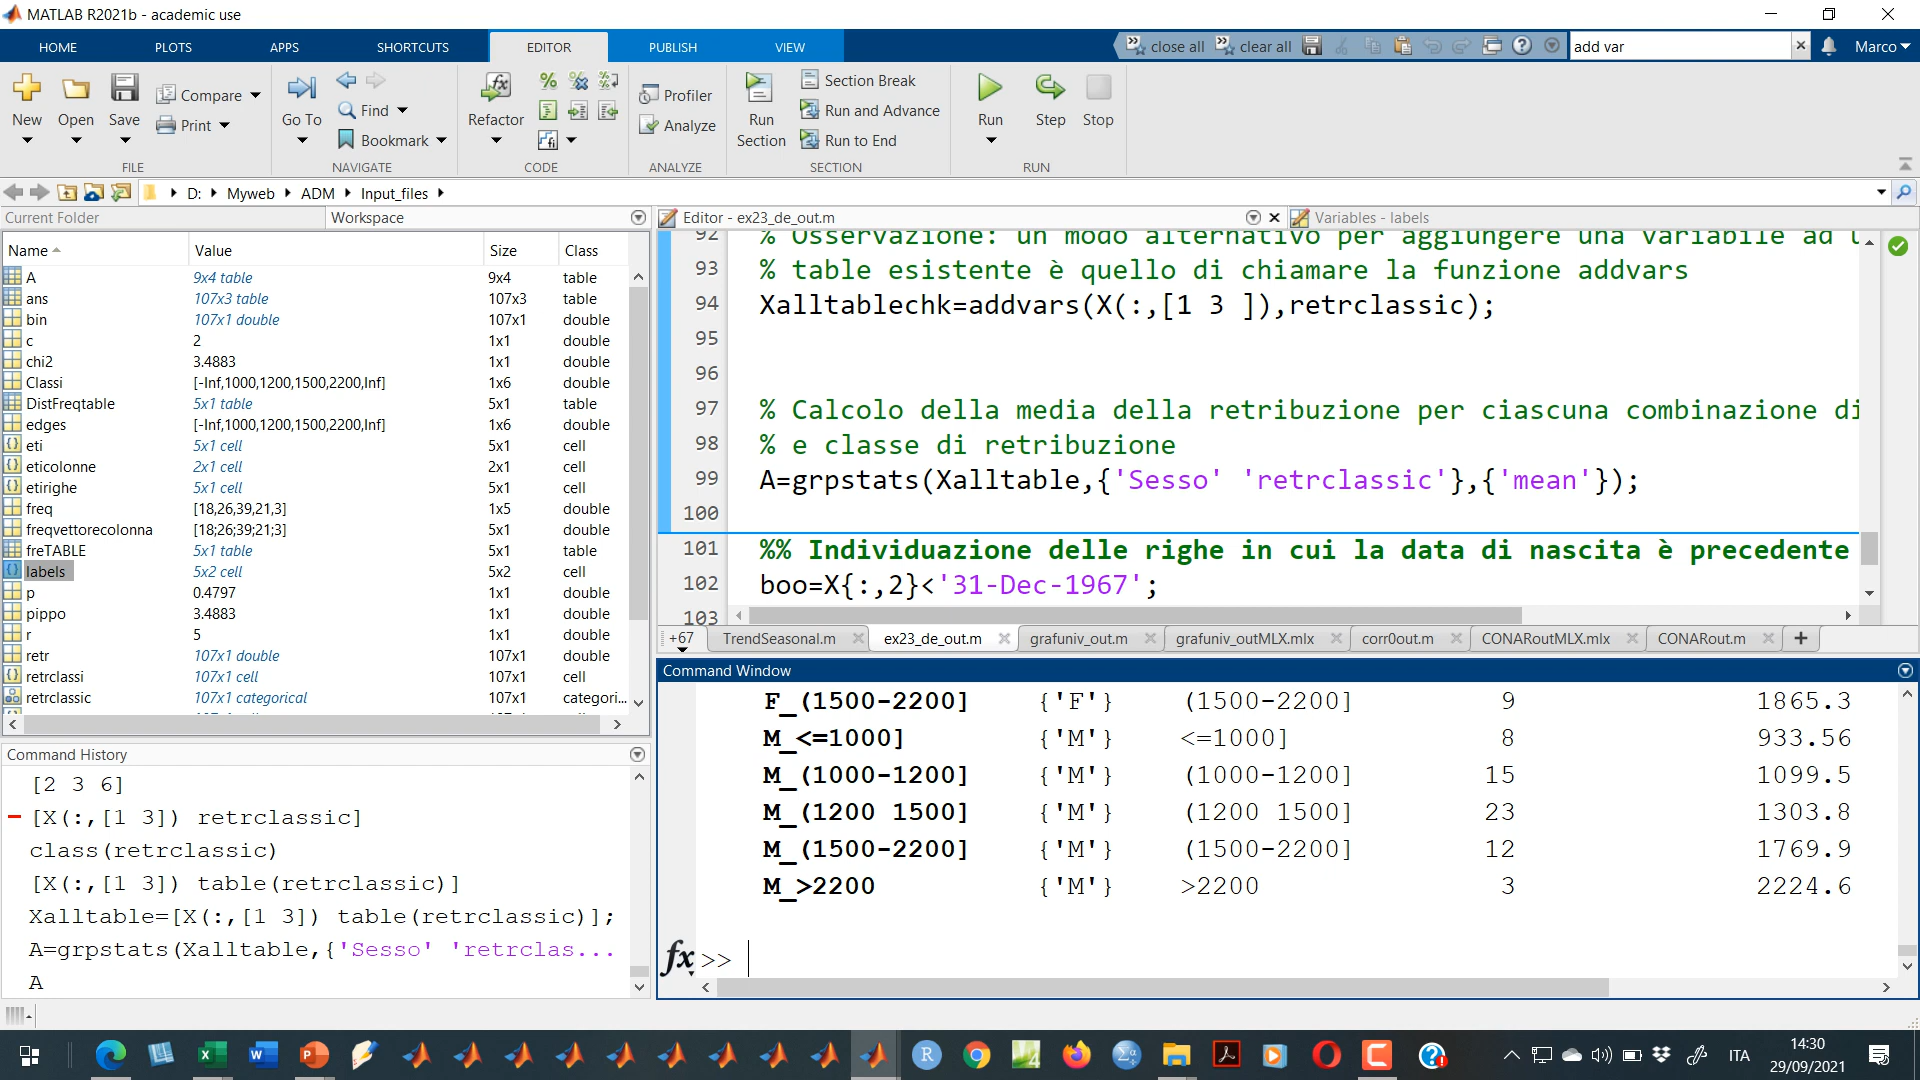 MATLAB R2021b - academic use
HOME PLOTS APPS SHORTCUTS EDITOR PUBLISH VIEW close all clear all add var Marco
New Open Save Compare Print Go To Find Bookmark Refactor Profiler Analyze Run Section Section Break Run and Advance Run to End Run Step Stop
FILE NAVIGATE CODE ANALYZE SECTION RUN
D: Myweb ADM Input_files
Current Folder Workspace
Name Value Size Class
A 9x4 table 9x4 table
ans 107x3 table 107x3 table
bin 107x1 double 107x1 double
c 2 1x1 double
chi2 3.4883 1x1 double
Classi [-Inf,1000,1200,1500,2200,Inf] 1x6 double
DistFreqtable 5x1 table 5x1 table
edges [-Inf,1000,1200,1500,2200,Inf] 1x6 double
eti 5x1 cell 5x1 cell
eticolonne 2x1 cell 2x1 cell
etirighe 5x1 cell 5x1 cell
freq [18,26,39,21,3] 1x5 double
freqvettorecolonna [18;26;39;21;3] 5x1 double
freTABLE 5x1 table 5x1 table
labels 5x2 cell 5x2 cell
p 0.4797 1x1 double
pippo 3.4883 1x1 double
r 5 1x1 double
retr 107x1 double 107x1 double
retrclassi 107x1 cell 107x1 cell
retrclassic 107x1 categorical 107x1 categori...
Command History
[2 3 6]
[X(:,[1 3]) retrclassic]
class(retrclassic)
[X(:,[1 3]) table(retrclassic)]
Xalltable=[X(:,[1 3]) table(retrclassic)];
A=grpstats(Xalltable,{'Sesso' 'retrclas...
A
Editor - ex23_de_out.m Variables - labels
92 % Osservazione: un modo alternativo per aggiungere una variabile ad
93 % table esistente è quello di chiamare la funzione addvars
94 Xalltablechk=addvars(X(:,[1 3 ]),retrclassic);
95
96
97 % Calcolo della media della retribuzione per ciascuna combinazione di
98 % e classe di retribuzione
99 A=grpstats(Xalltable,{'Sesso' 'retrclassic'},{'mean'});
100
101 %% Individuazione delle righe in cui la data di nascita è precedente
102 boo=X{:,2}<'31-Dec-1967';
103
+67 TrendSeasonal.m ex23_de_out.m grafuniv_out.m grafuniv_outMLX.mlx corr0out.m CONARoutMLX.mlx CONARout.m
Command Window
F_(1500-2200] {'F'} (1500-2200] 9 1865.3
M_<=1000] {'M'} <=1000] 8 933.56
M_(1000-1200] {'M'} (1000-1200] 15 1099.5
M_(1200 1500] {'M'} (1200 1500] 23 1303.8
M_(1500-2200] {'M'} (1500-2200] 12 1769.9
M_>2200 {'M'} >2200 3 2224.6
fx >>
ITA
14:30
29/09/2021